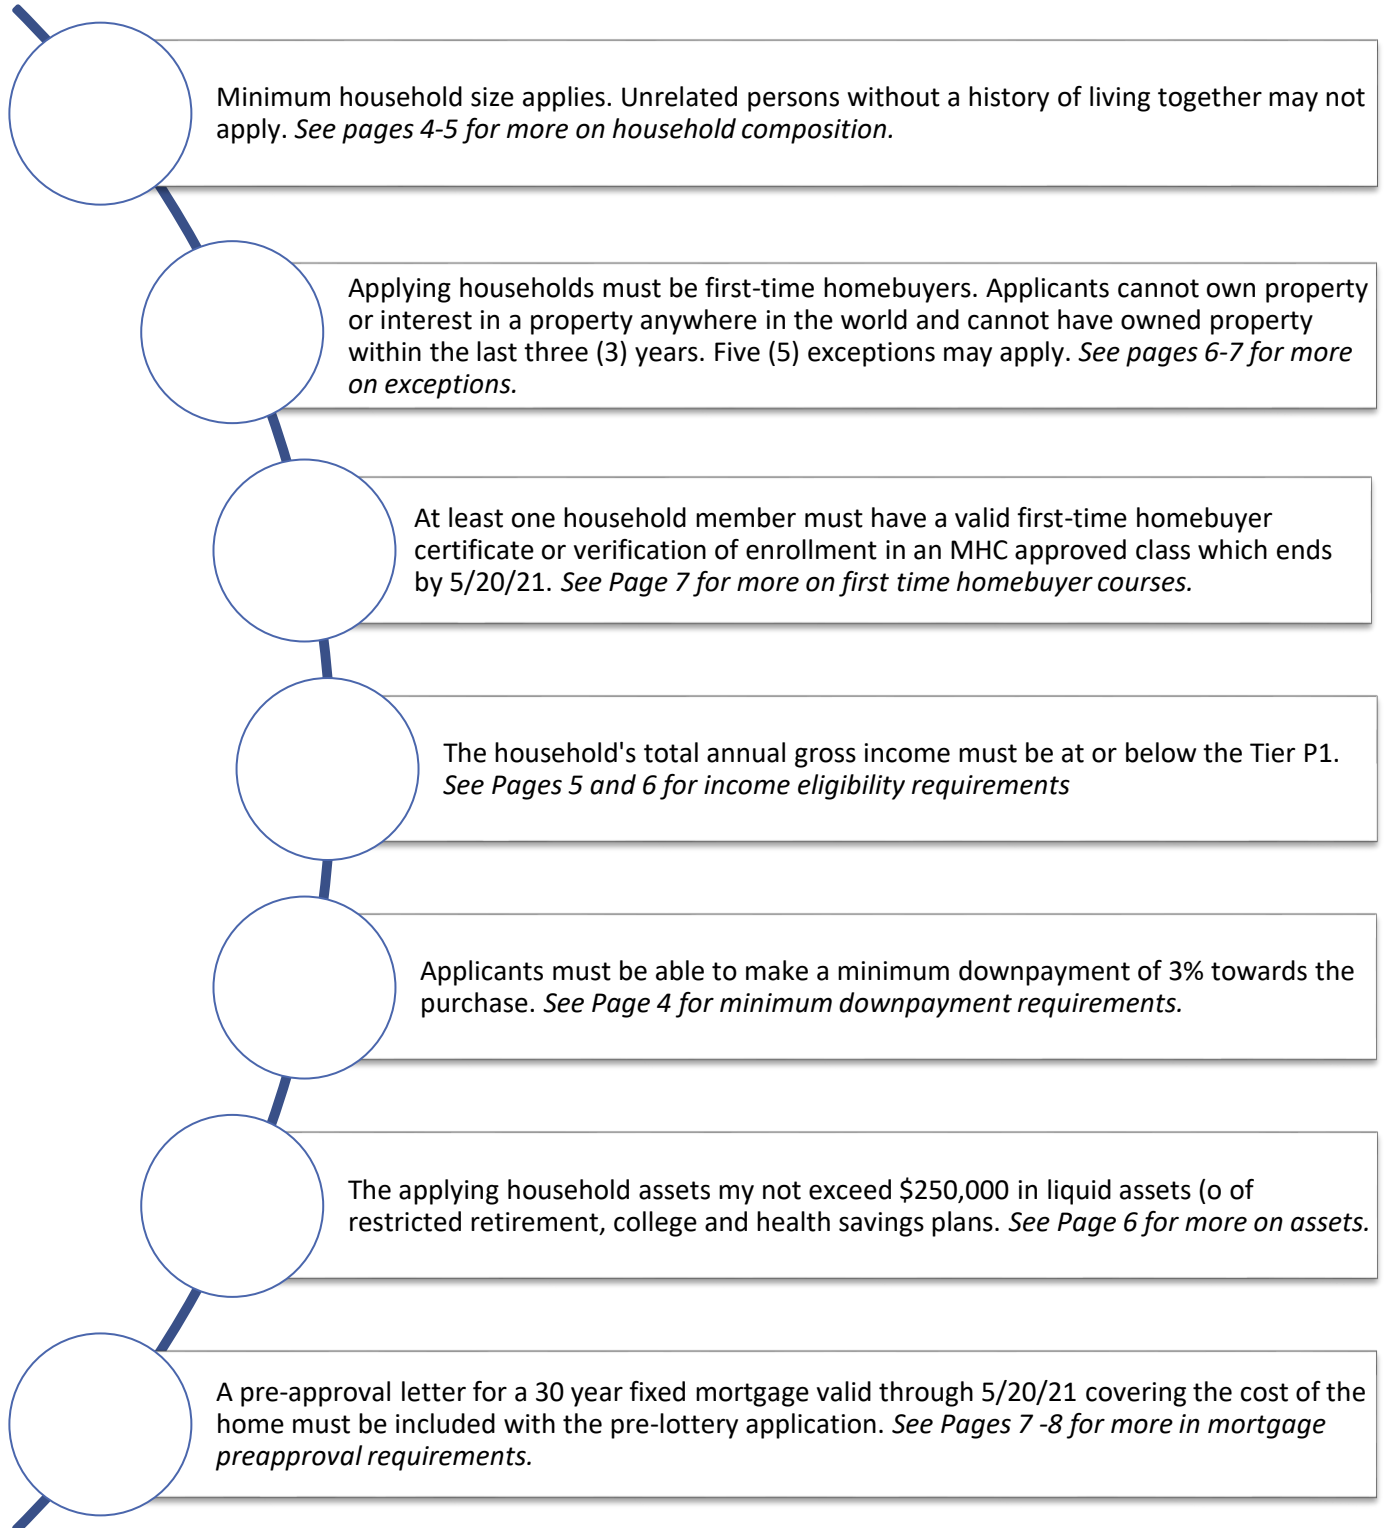 Minimum household size applies. Unrelated persons without a history of living together may not
apply. See pages 4-5 for more on household composition.
Applying households must be first-time homebuyers. Applicants cannot own property
or interest in a property anywhere in the world and cannot have owned property
within the last three (3) years. Five (5) exceptions may apply. See pages 6-7 for more
on exceptions.
At least one household member must have a valid first-time homebuyer
certificate or verification of enrollment in an MHC approved class which ends
by 5/20/21. See Page 7 for more on first time homebuyer courses.
The household's total annual gross income must be at or below the Tier P1.
See Pages 5 and 6 for income eligibility requirements
Applicants must be able to make a minimum downpayment of 3% towards the
purchase. See Page 4 for minimum downpayment requirements.
The applying household assets my not exceed $250,000 in liquid assets (o of
restricted retirement, college and health savings plans. See Page 6 for more on assets.
A pre-approval letter for a 30 year fixed mortgage valid through 5/20/21 covering the cost of the
home must be included with the pre-lottery application. See Pages 7 -8 for more in mortgage
preapproval requirements.